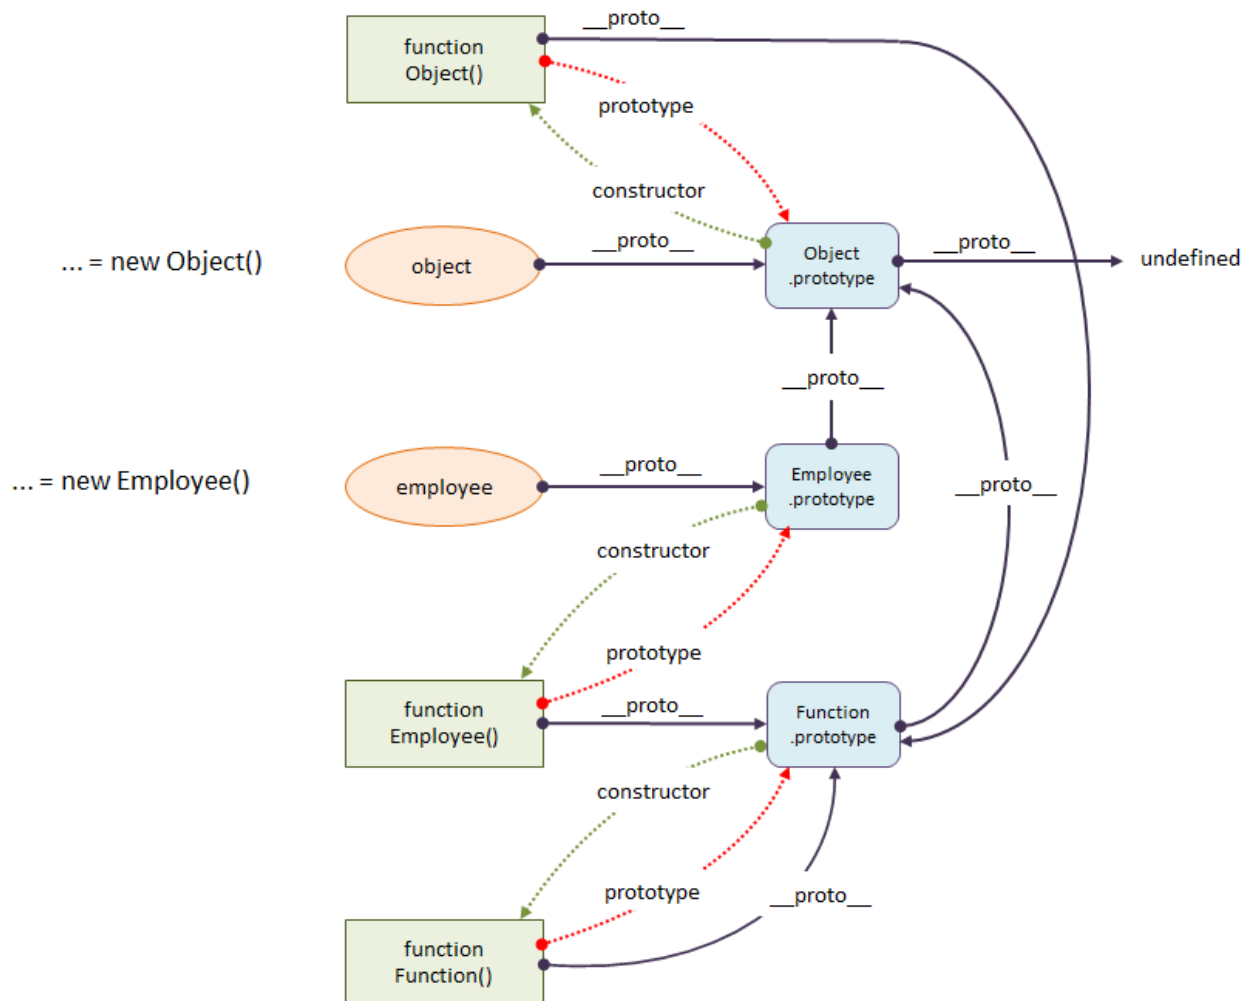 __proto__
function
Object()
prototype
constructor
... = new Object()
object
__proto__
Object
.prototype
__proto__
undefined
__proto__
... = new Employee()
employee
__proto__
Employee
.prototype
__proto__
constructor
prototype
function
Employee()
__proto__
Function
.prototype
constructor
prototype
__proto__
function
Function()